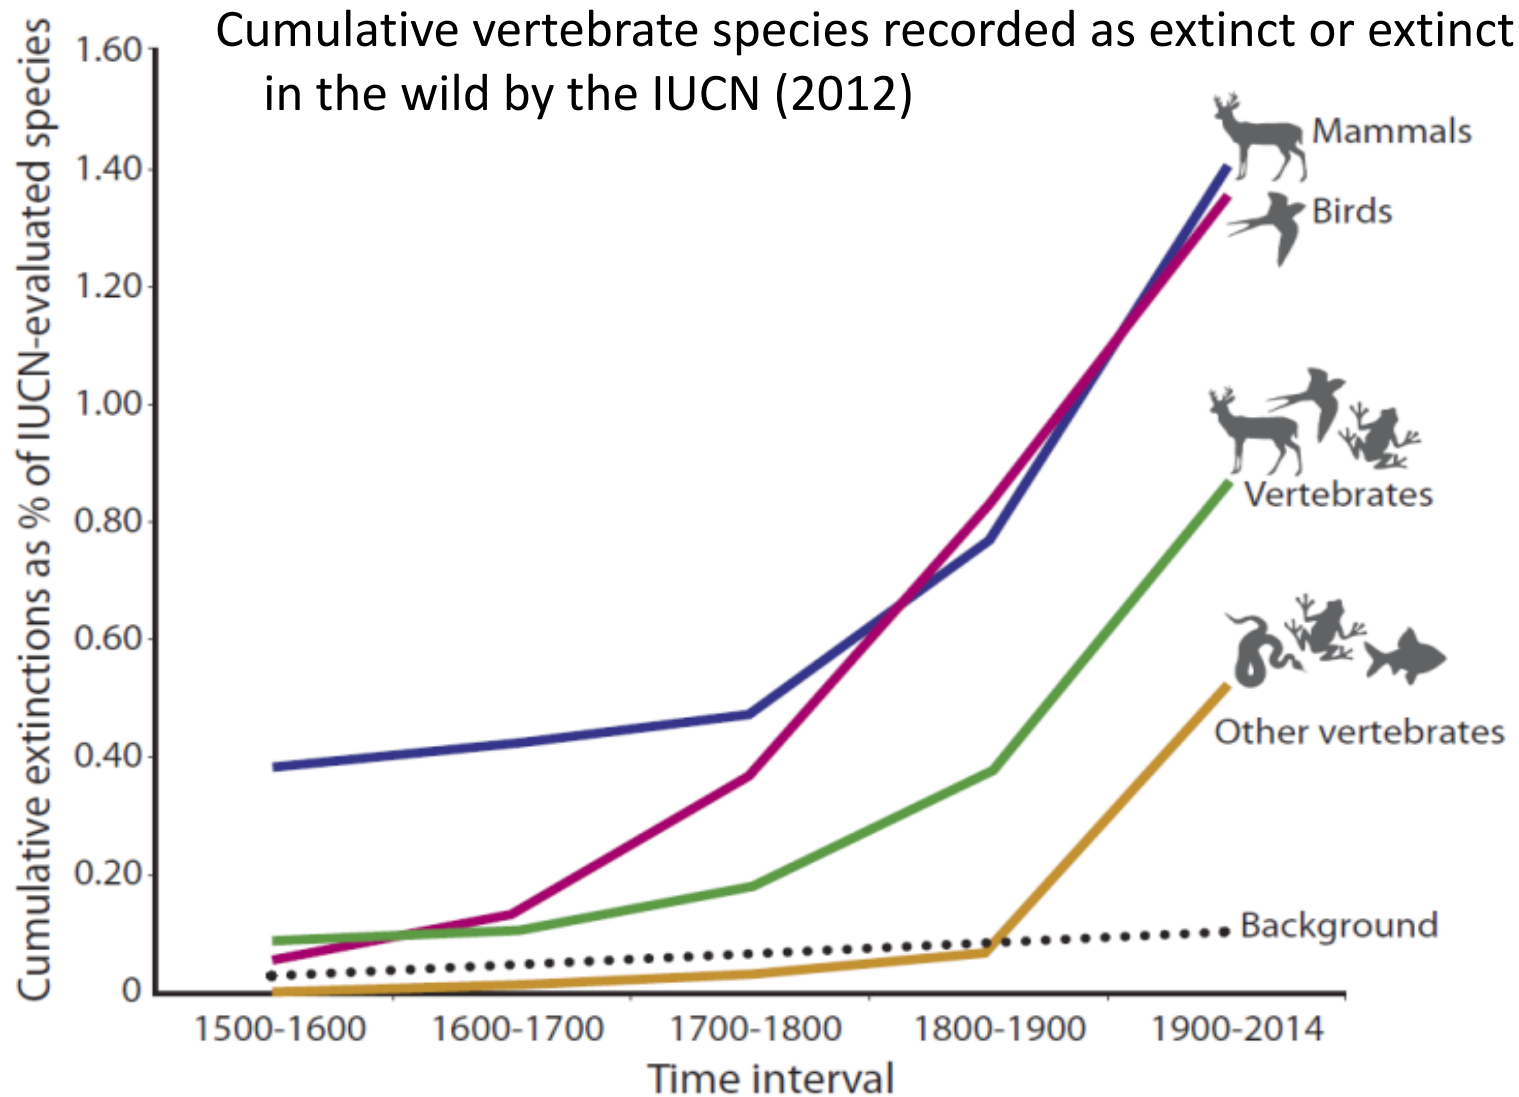 Cumulative vertebrate species recorded as extinct or extinct
in the wild by the IUCN (2012)
Cumulative extinctions as % of IUCN-evaluated species
1.60
1.40
1.20
1.00
0.80
0.60
0.40
0.20
0
Mammals
Birds
Vertebrates
Other vertebrates
Background
1500-1600
1600-1700
1700-1800
1800-1900
1900-2014
Time interval